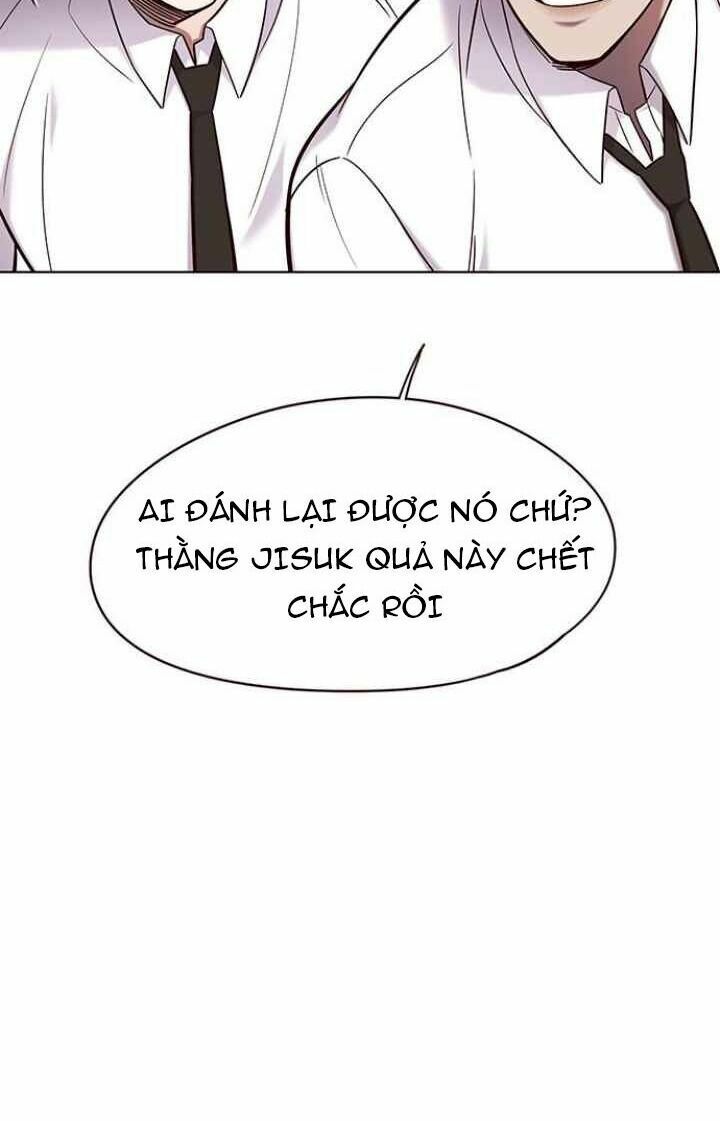 AI ĐÁNH LẠI ĐƯỢC NÓ CHỨ?
THẰNG JISUK QUẢ NÀY CHẾT
CHẮC RỒI